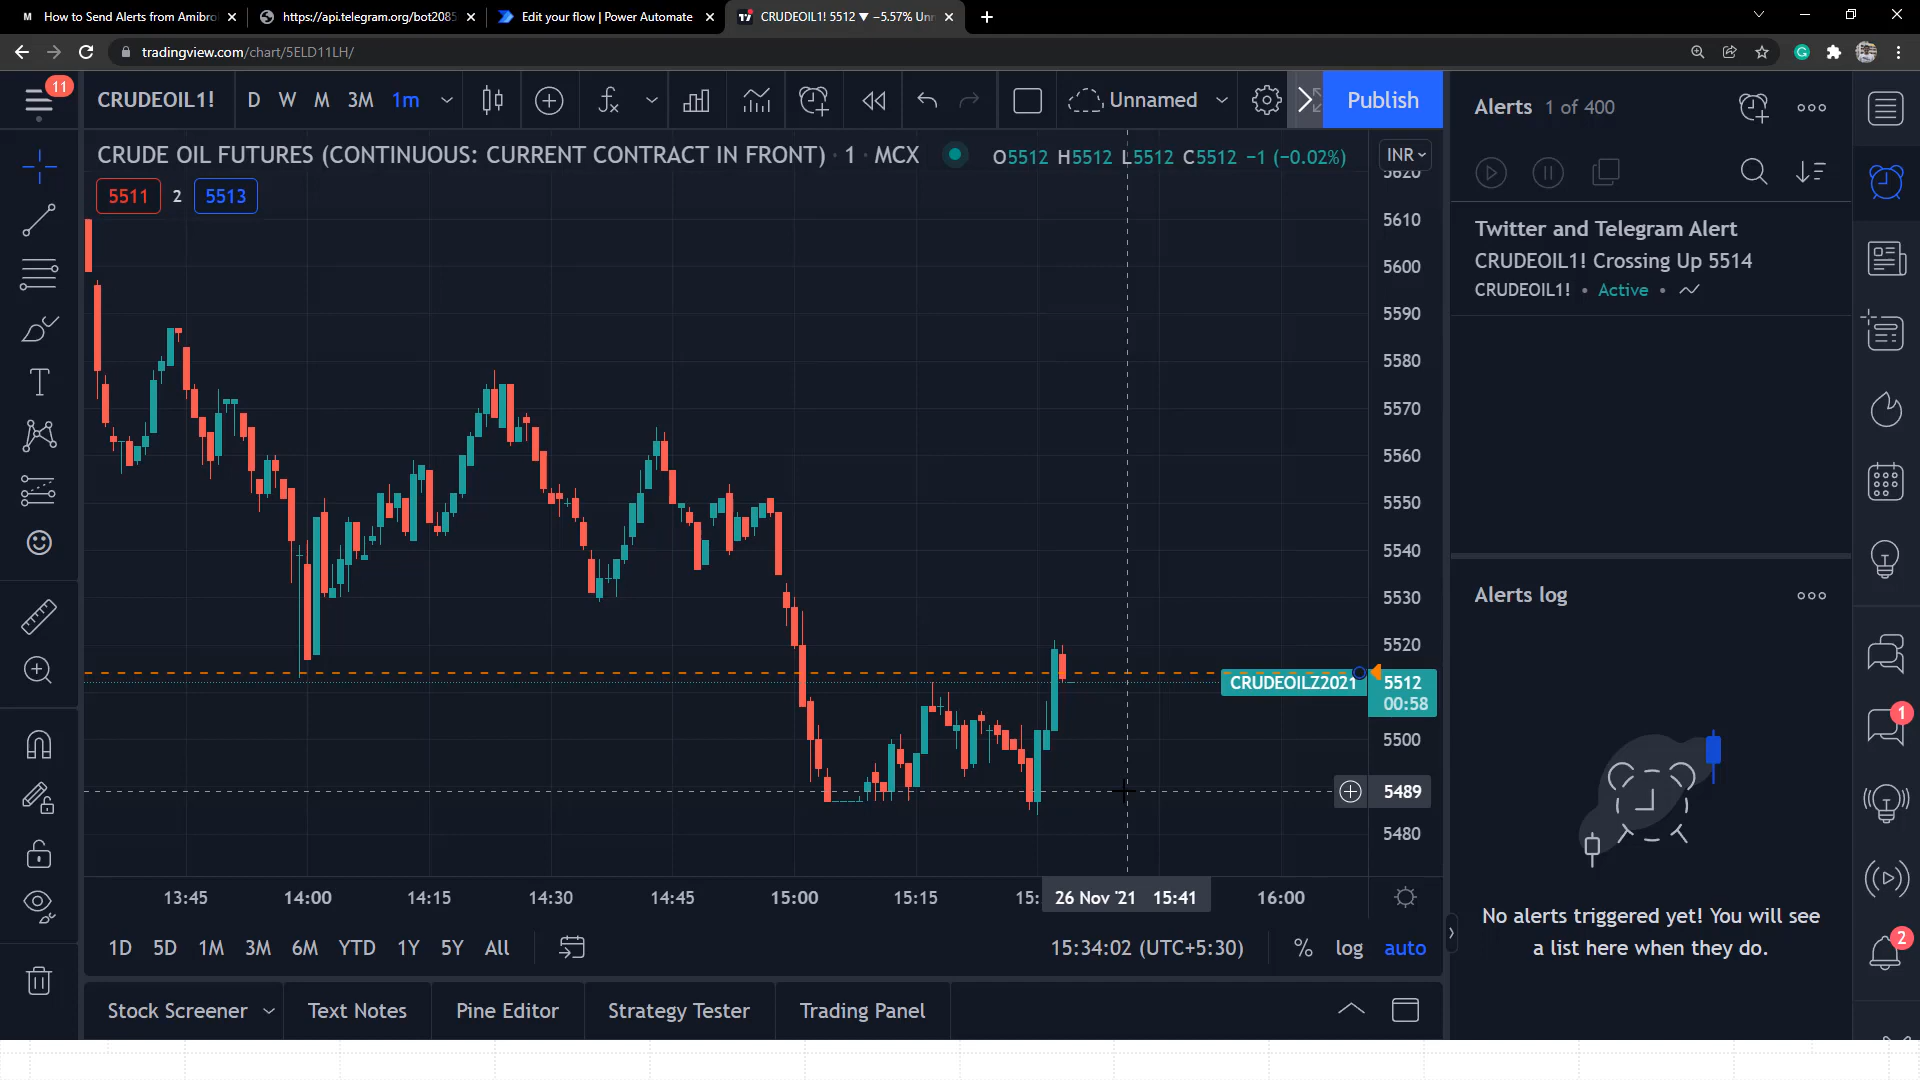 How to Send Alerts from Amibro
https://api.telegram.org/bot2085
Edit your flow | Power Automate
CRUDEOIL1! 5512 ▼ −5.57% Unn
tradingview.com/chart/5ELD11LH/
11
CRUDEOIL1!
D W M 3M 1m
Unnamed
Publish
CRUDE OIL FUTURES (CONTINUOUS: CURRENT CONTRACT IN FRONT) · 1 · MCX
O5512 H5512 L5512 C5512 −1 (−0.02%)
INR
5511 2 5513
5620
5610
5600
5590
5580
5570
5560
5550
5540
5530
5520
CRUDEOILZ2021 5512
00:58
5500
5489
5480
13:45 14:00 14:15 14:30 14:45 15:00 15:15 15: 26 Nov '21 15:41 16:00
1D 5D 1M 3M 6M YTD 1Y 5Y All
15:34:02 (UTC+5:30) % log auto
Stock Screener Text Notes Pine Editor Strategy Tester Trading Panel
Alerts 1 of 400
Twitter and Telegram Alert
CRUDEOIL1! Crossing Up 5514
CRUDEOIL1! • Active •
Alerts log
No alerts triggered yet! You will see
a list here when they do.
1
2